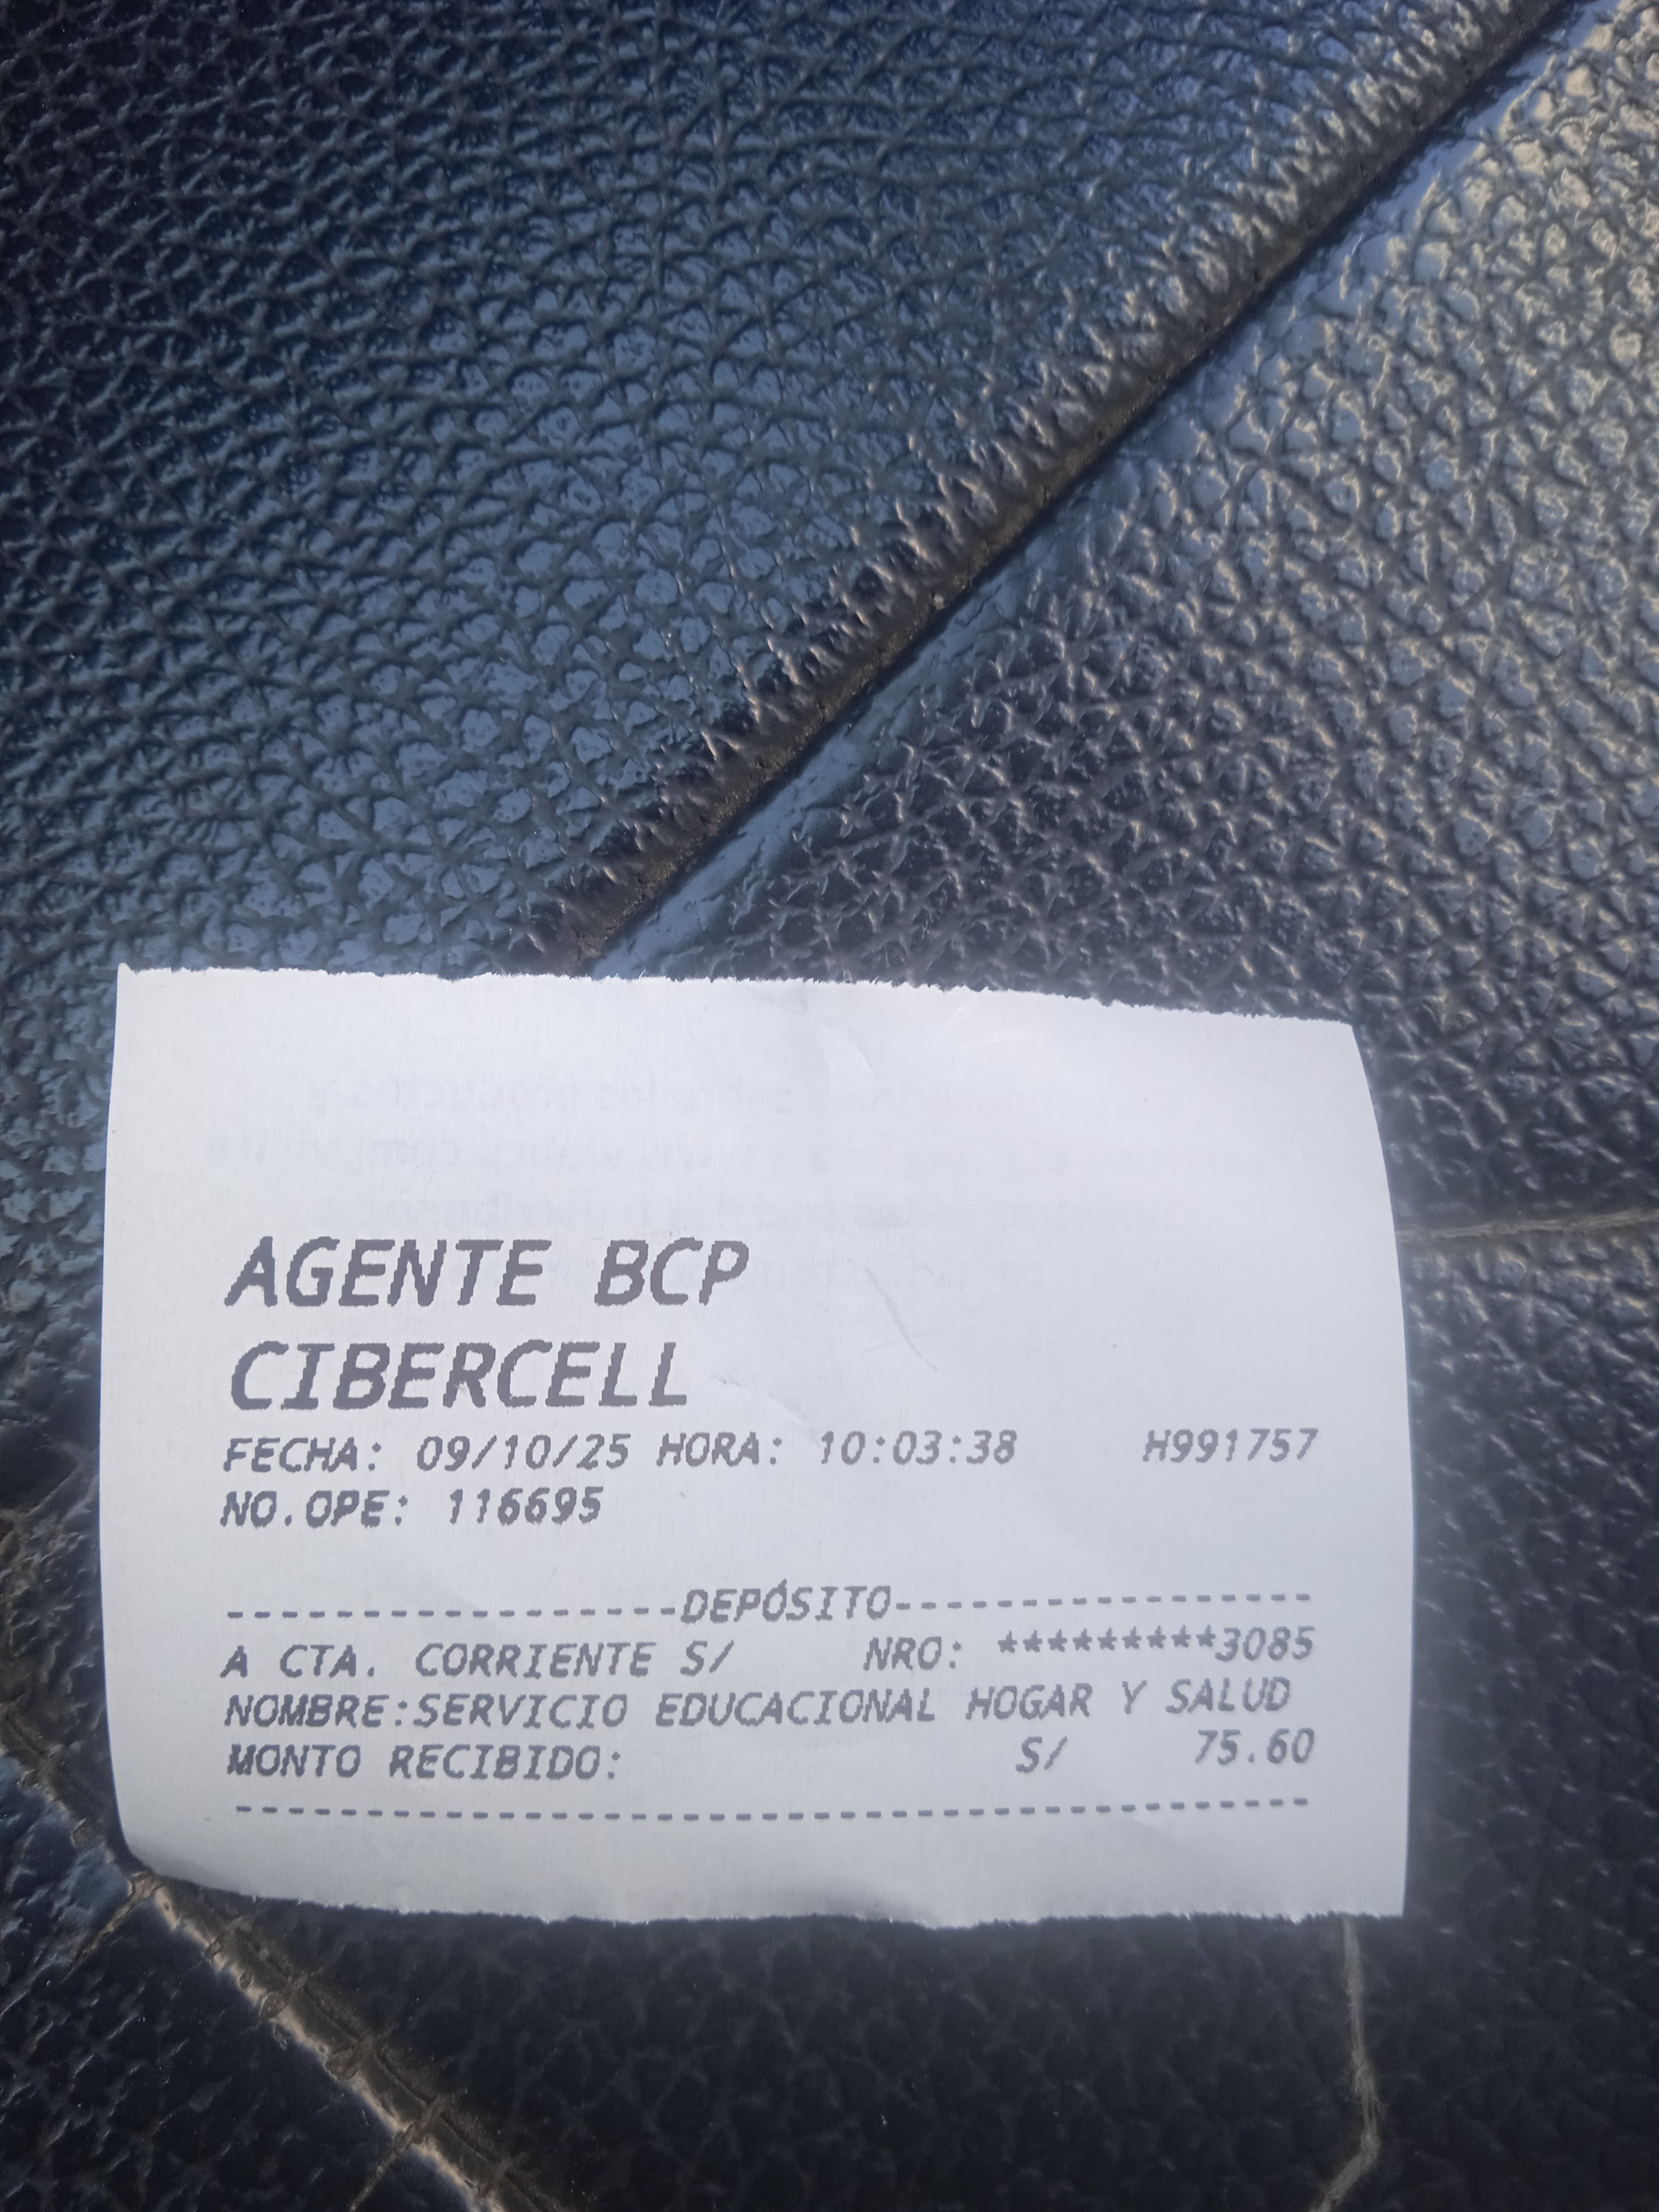 AGENTE BCP
CIBERCELL
FECHA: 09/10/25 HORA: 10:03:38 H991757
NO.OPE: 116695
-----------------DEPÓSITO----------------
A CTA. CORRIENTE S/ NRO: *********3085
NOMBRE:SERVICIO EDUCACIONAL HOGAR Y SALUD
MONTO RECIBIDO: S/ 75.60
-----------------------------------------